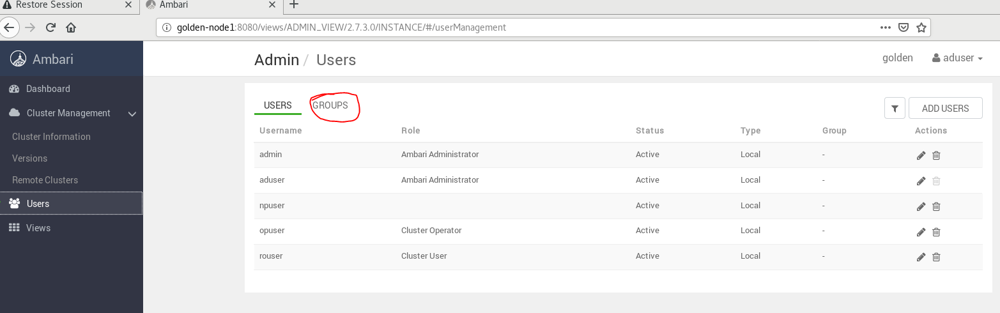 Restore Session
Ambari
golden-node1:8080/views/ADMIN_VIEW/2.7.3.0/INSTANCE/#/userManagement
Ambari
Admin / Users
golden
aduser
Dashboard
Cluster Management
Cluster Information
Versions
Remote Clusters
Users
Views
USERS GROUPS
ADD USERS
Username Role Status Type Group Actions
admin Ambari Administrator Active Local -
aduser Ambari Administrator Active Local -
npuser Active Local -
opuser Cluster Operator Active Local -
rouser Cluster User Active Local -